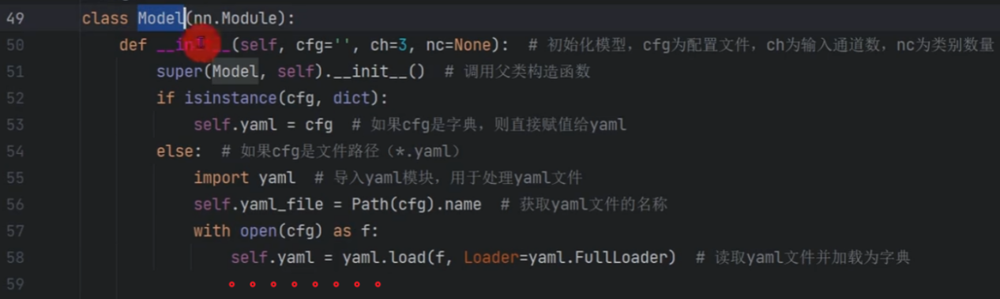 49 class Model(nn.Module):
50 def __init__(self, cfg='', ch=3, nc=None): # 初始化模型，cfg为配置文件，ch为输入通道数，nc为类别数量
51 super(Model, self).__init__() # 调用父类构造函数
52 if isinstance(cfg, dict):
53 self.yaml = cfg # 如果cfg是字典，则直接赋值给yaml
54 else: # 如果cfg是文件路径（*.yaml）
55 import yaml # 导入yaml模块，用于处理yaml文件
56 self.yaml_file = Path(cfg).name # 获取yaml文件的名称
57 with open(cfg) as f:
58 self.yaml = yaml.load(f, Loader=yaml.FullLoader) # 读取yaml文件并加载为字典
59 。。。。。。。。